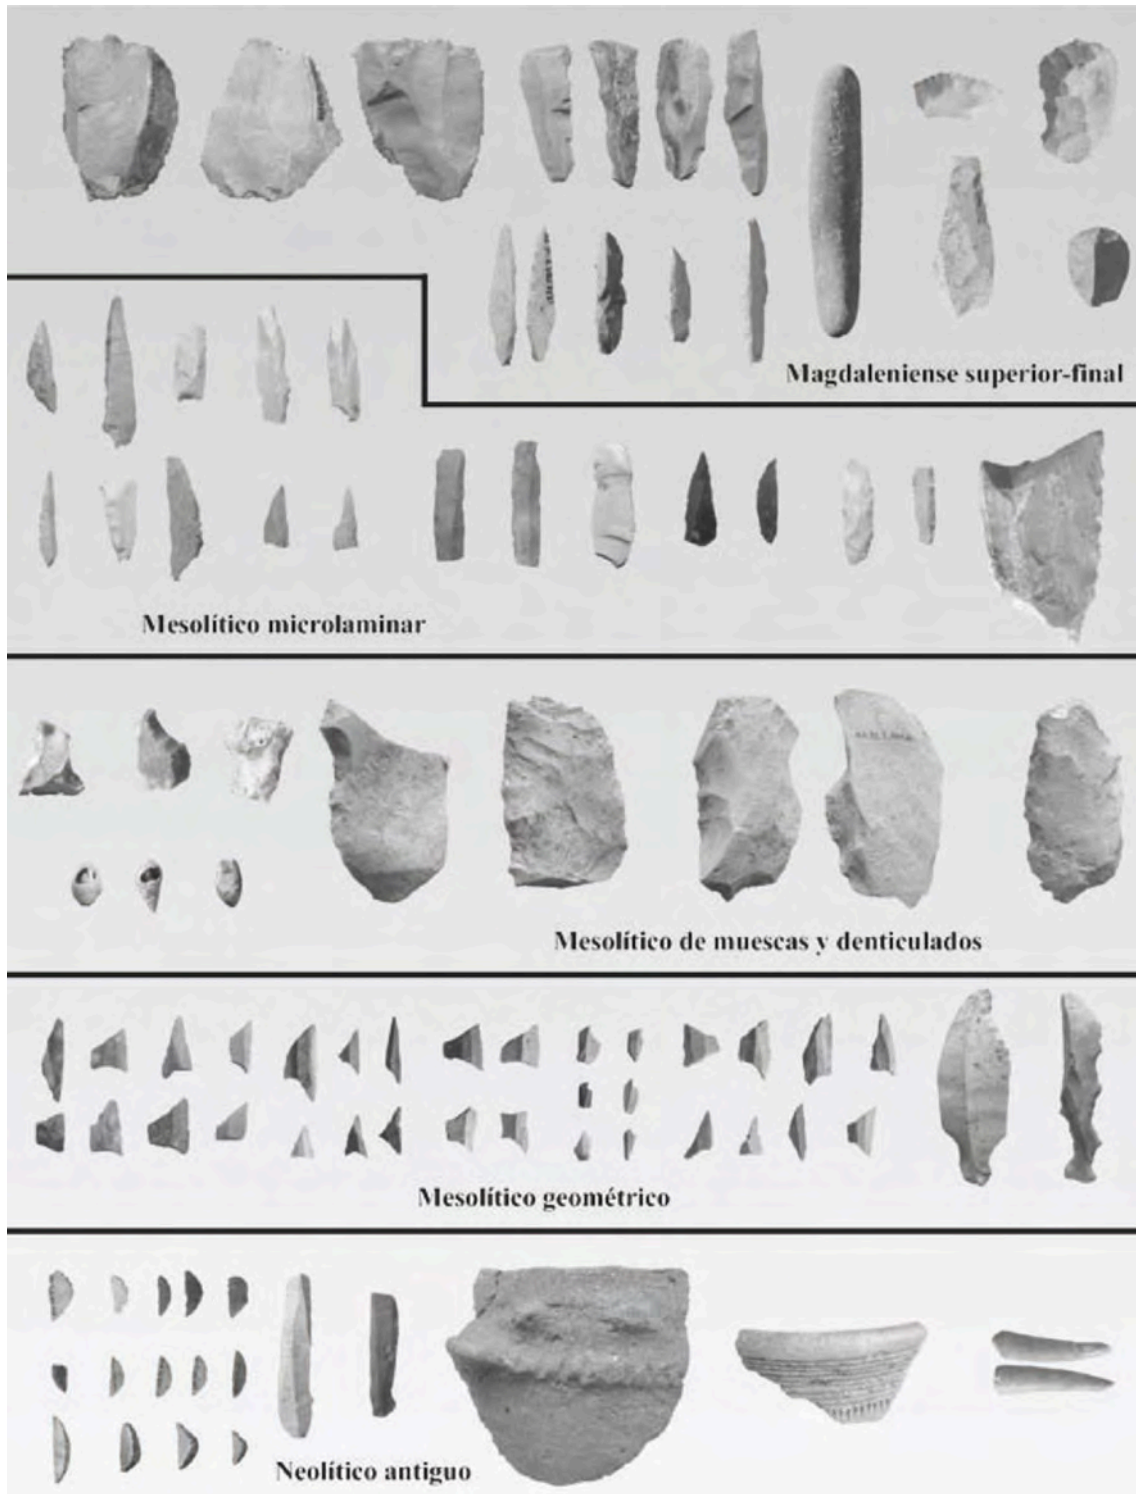 Magdaleniense superior-final
Mesolítico microlaminar
Mesolítico de muescas y denticulados
Mesolítico geométrico
Neolítico antiguo